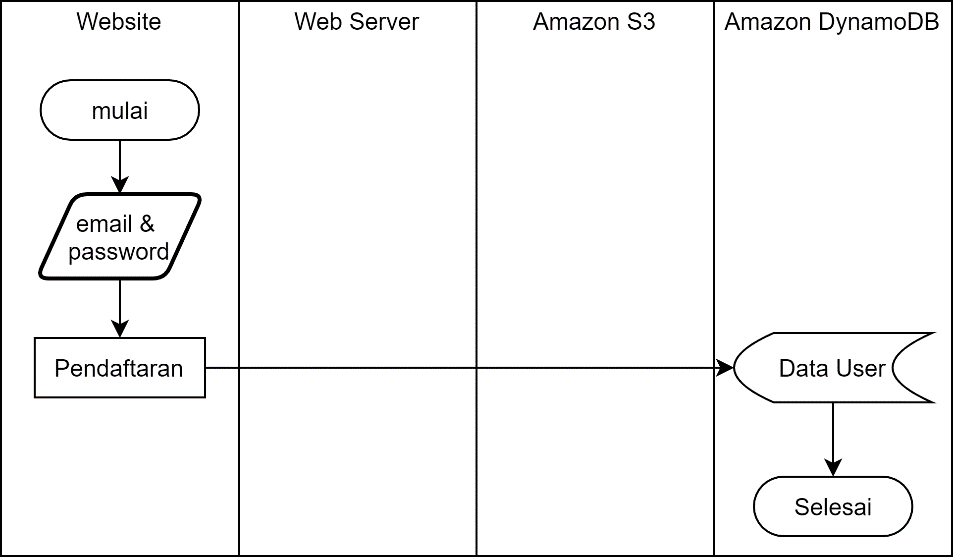 Website
Web Server
Amazon S3
Amazon DynamoDB
mulai
email &
password
Pendaftaran
Data User
Selesai